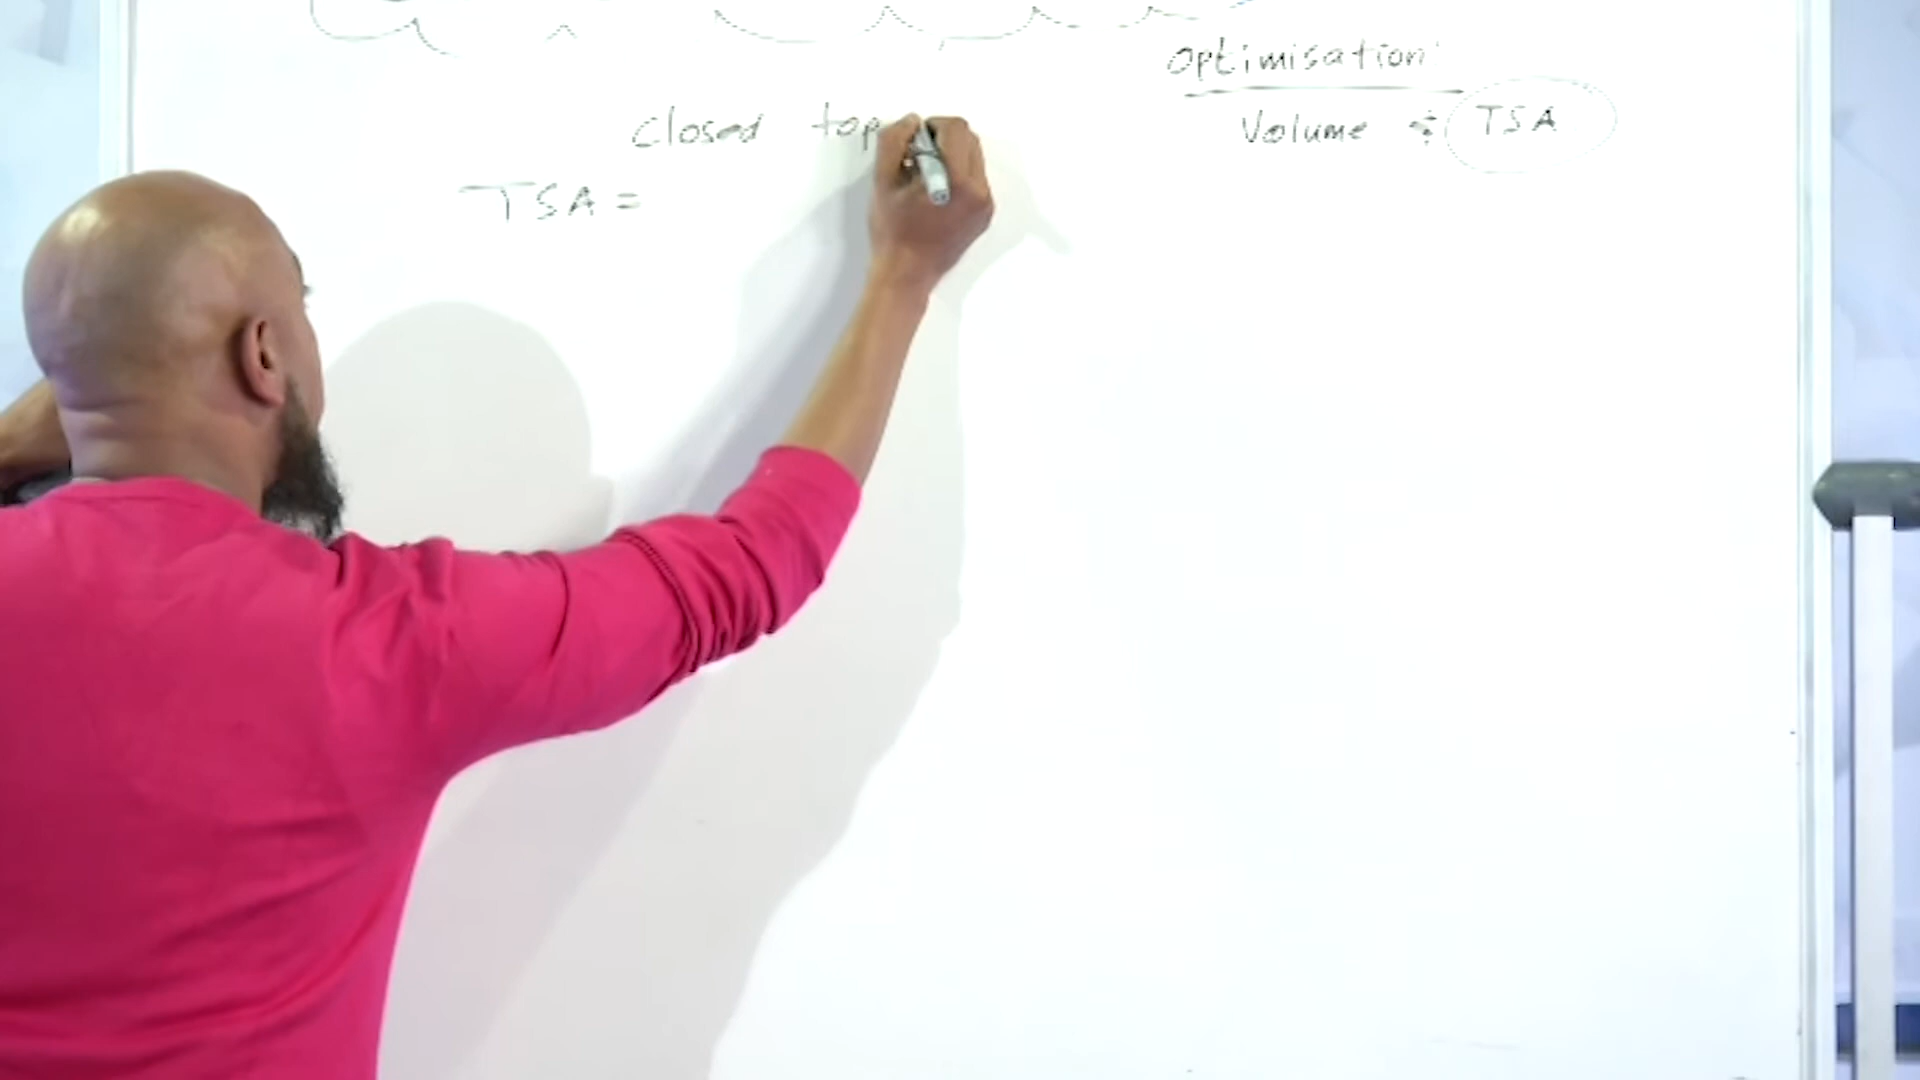 Optimisation:
closed top
Volume & TSA
TSA =